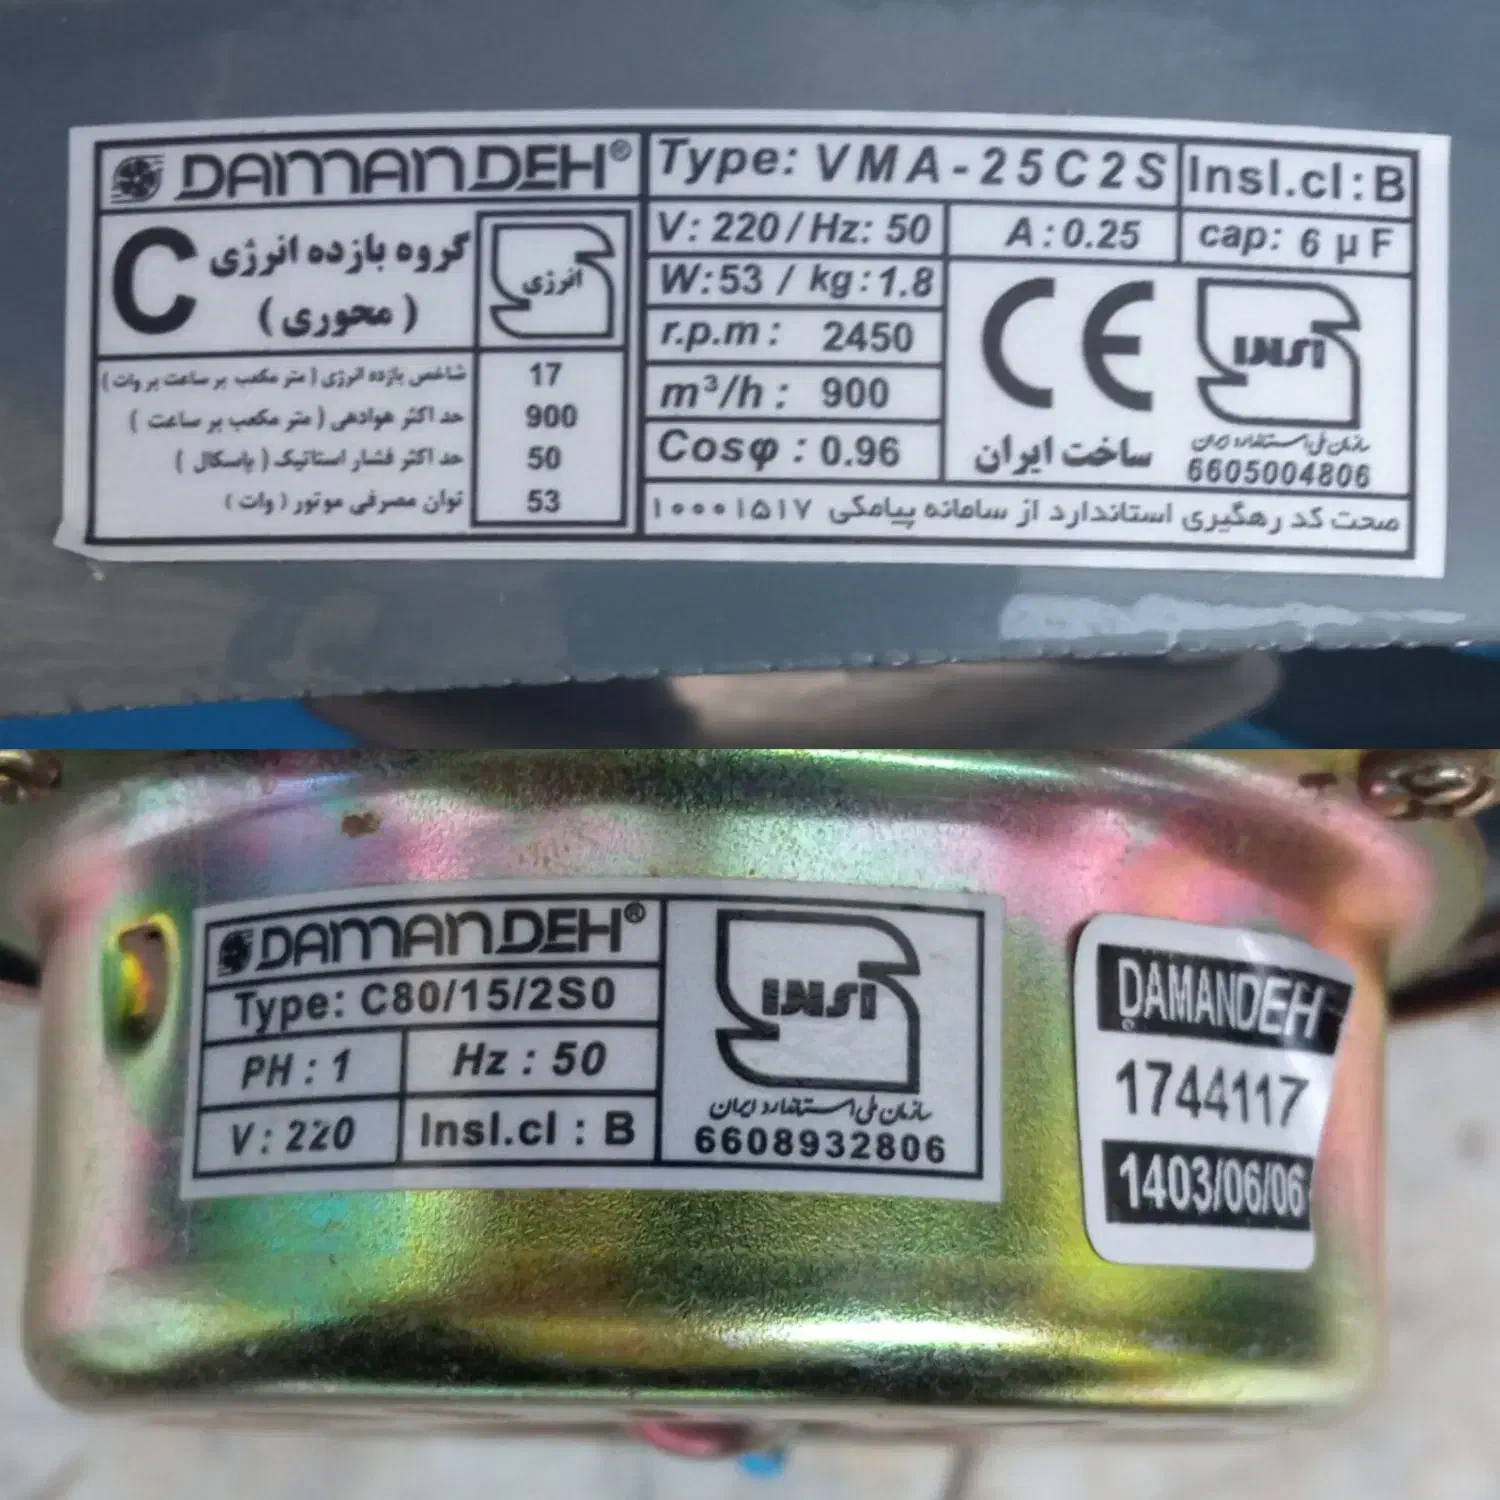 DAMANDEH®
Type: VMA-25C2S
Insl.cl: B
V: 220 / Hz: 50
A: 0.25
cap: 6 µF
W: 53 / kg: 1.8
r.p.m: 2450
m³/h: 900
Cosφ: 0.96
C
گروه بازده انرژی
( محوری )
انرژی
شاخص بازده انرژی ( متر مکعب بر ساعت بر وات ) 17
حداکثر هوادهی ( متر مکعب بر ساعت ) 900
حداکثر فشار استاتیک ( پاسکال ) 50
توان مصرفی موتور ( وات ) 53
CE
ساخت ایران
ISIRI
سازمان ملی استاندارد ایران
6605004806
صحت کد رهگیری استاندارد از سامانه پیامکی ۱۰۰۰۱۵۱۷
DAMANDEH®
Type: C80/15/2S0
PH : 1
Hz : 50
V: 220
Insl.cl : B
ISIRI
سازمان ملی استاندارد ایران
6608932806
DAMANDEH
1744117
1403/06/06